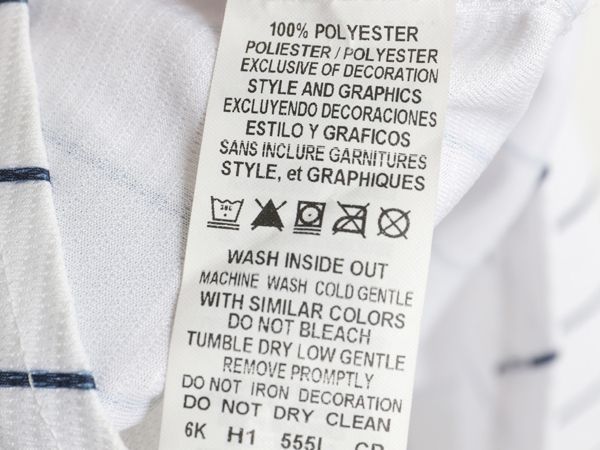 100% POLYESTER
POLIESTER / POLYESTER
EXCLUSIVE OF DECORATION
STYLE AND GRAPHICS
EXCLUYENDO DECORACIONES
ESTILO Y GRAFICOS
SANS INCLURE GARNITURES
STYLE, et GRAPHIQUES
WASH INSIDE OUT
MACHINE WASH COLD GENTLE
WITH SIMILAR COLORS
DO NOT BLEACH
TUMBLE DRY LOW GENTLE
REMOVE PROMPTLY
DO NOT IRON DECORATION
DO NOT DRY CLEAN
6K H1